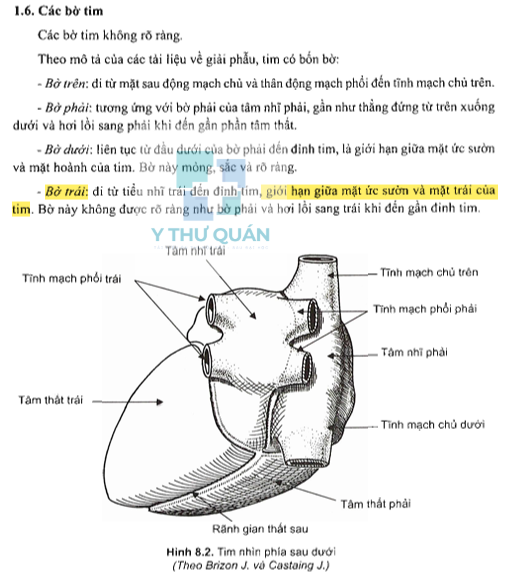 1.6. Các bờ tim
Các bờ tim không rõ ràng.
Theo mô tả của các tài liệu về giải phẫu, tim có bốn bờ:
- Bờ trên: đi từ mặt sau động mạch chủ và thân động mạch phổi đến tĩnh mạch chủ trên.
- Bờ phải: tương ứng với bờ phải của tâm nhĩ phải, gần như thẳng đứng từ trên xuống
dưới và hơi lồi sang phải khi đến gần phần tâm thất.
- Bờ dưới: liên tục từ đầu dưới của bờ phải đến đỉnh tim, là giới hạn giữa mặt ức sườn
và mặt hoành của tim. Bờ này mỏng, sắc và rõ ràng.
- Bờ trái: đi từ tiểu nhĩ trái đến đỉnh tim, giới hạn giữa mặt ức sườn và mặt trái của
tim. Bờ này không được rõ ràng như bờ phải và hơi lồi sang trái khi đến gần đỉnh tim.
Y THƯ QUÁN
Tâm nhĩ trái
Tĩnh mạch phổi trái
Tĩnh mạch chủ trên
Tĩnh mạch phổi phải
Tâm nhĩ phải
Tâm thất trái
Tĩnh mạch chủ dưới
Tâm thất phải
Rãnh gian thất sau
Hình 8.2. Tim nhìn phía sau dưới
(Theo Brizon J. và Castaing J.)